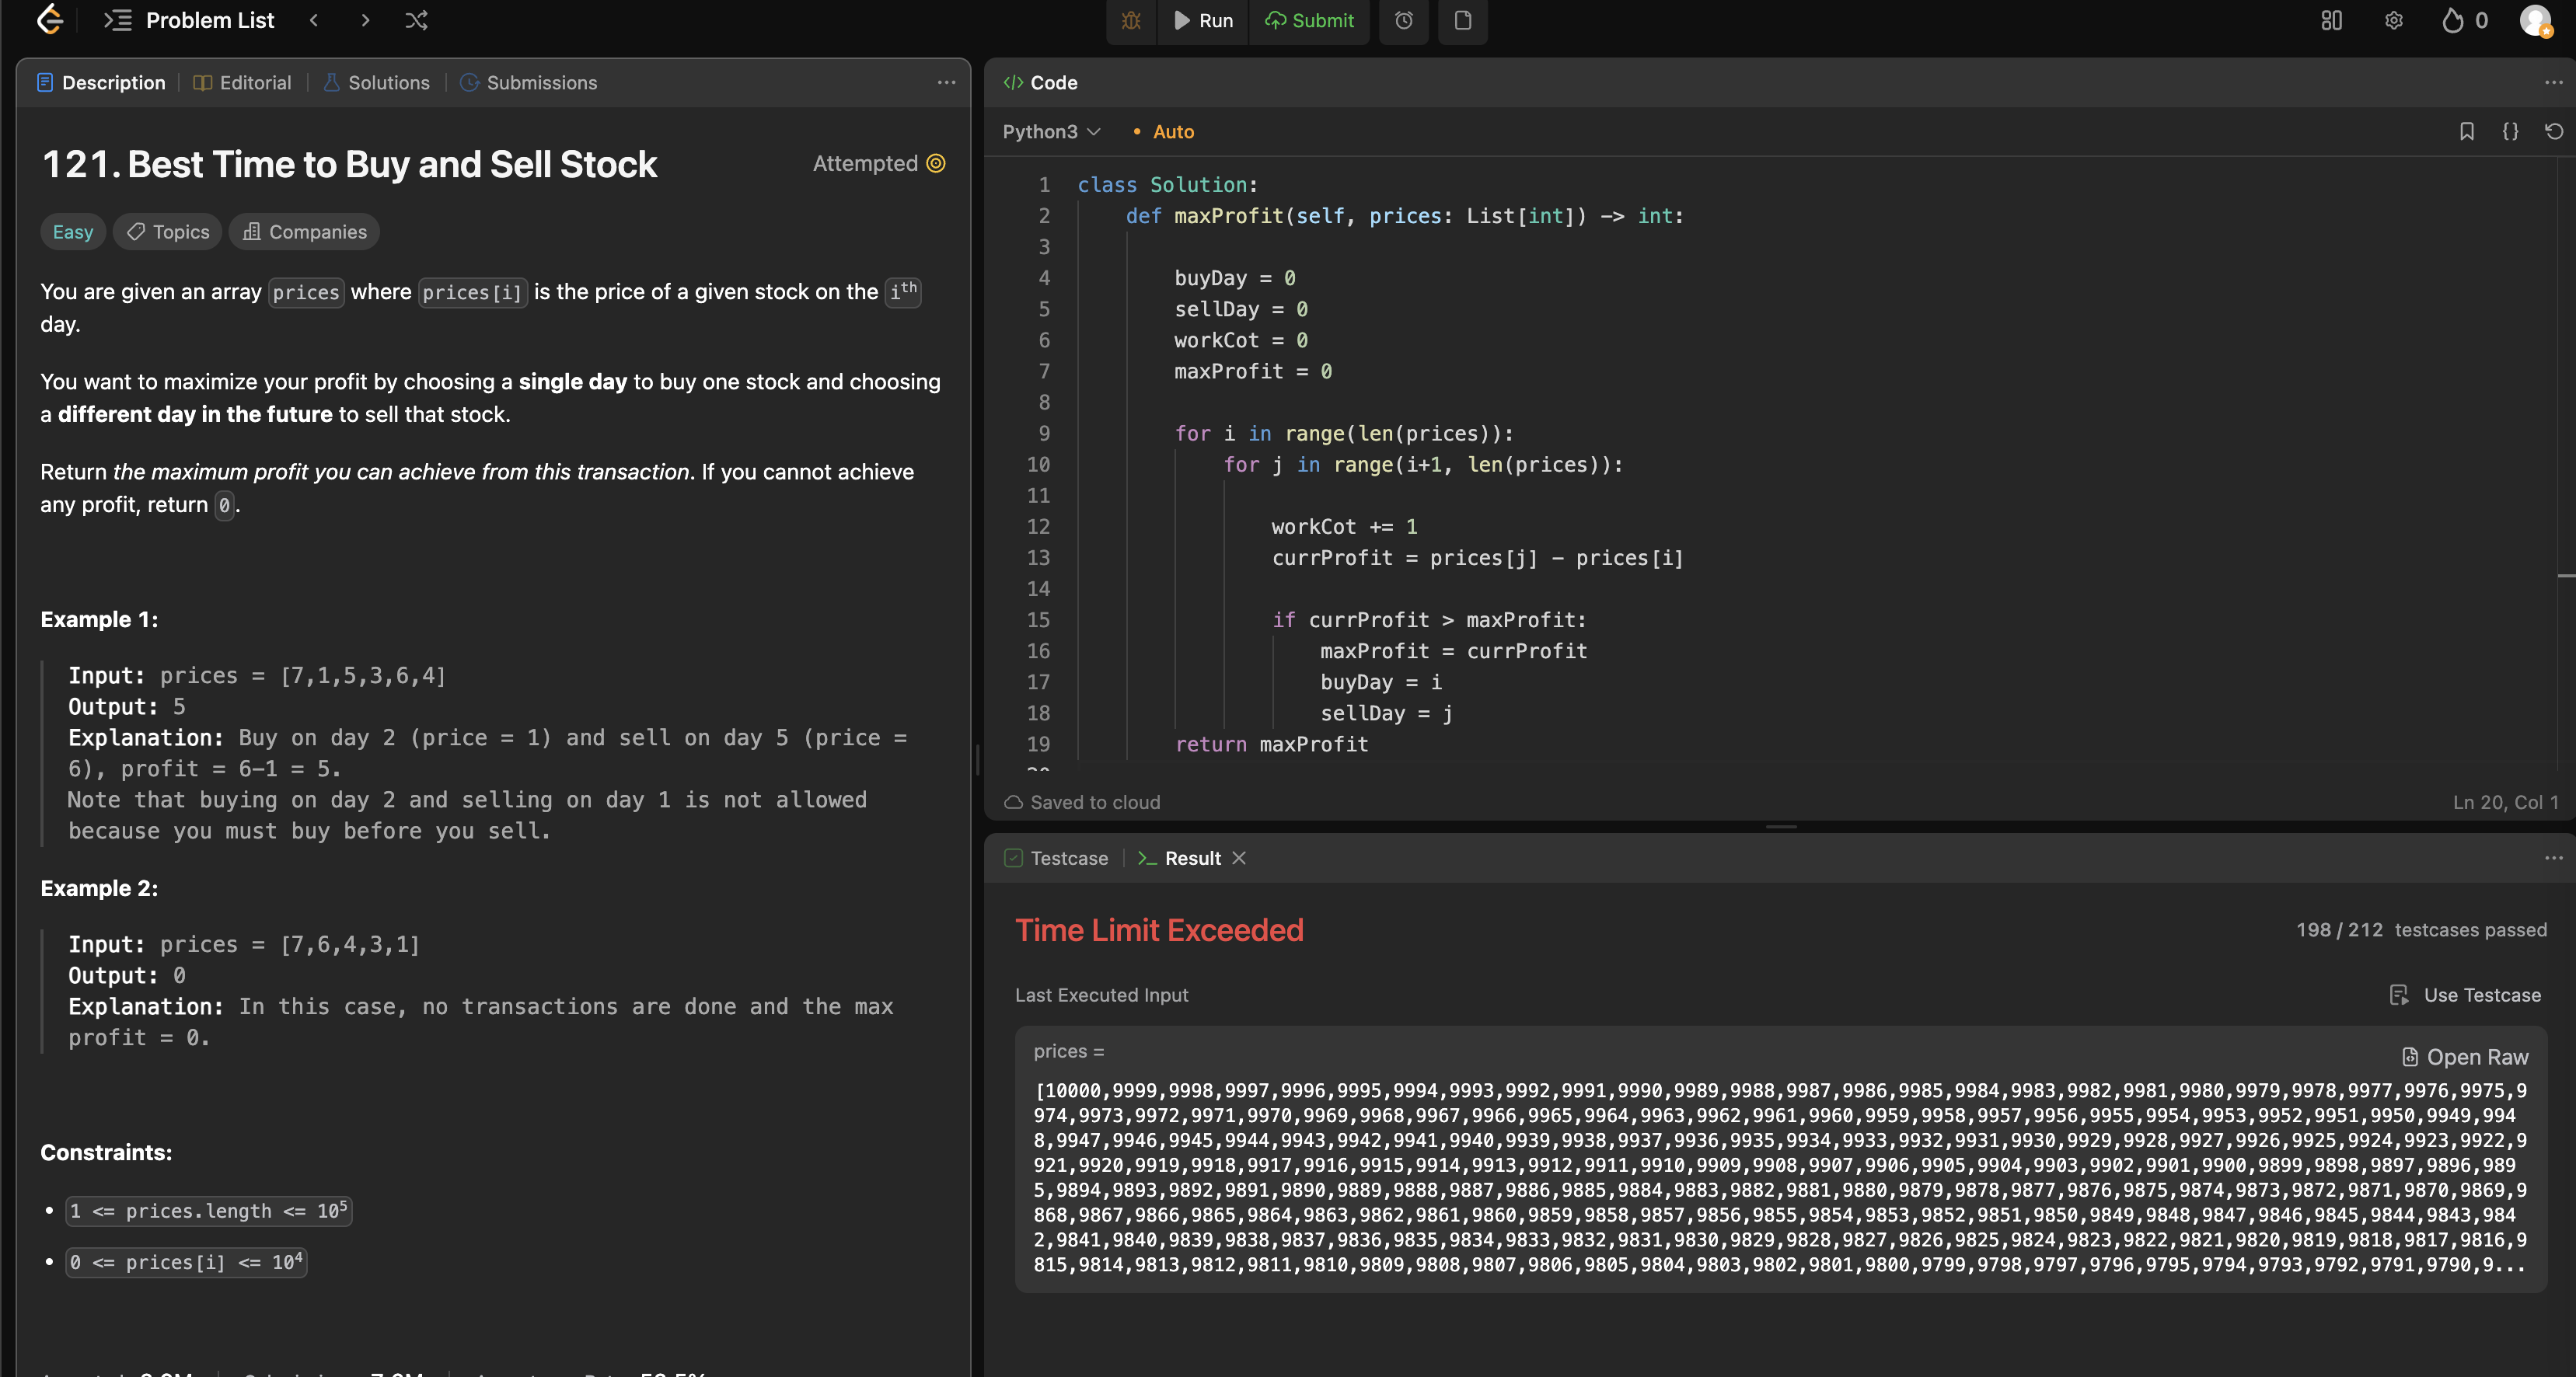 Problem List
Run
Submit
0
Description
Editorial
Solutions
Submissions
121. Best Time to Buy and Sell Stock
Attempted
Easy
Topics
Companies
You are given an array prices where prices[i] is the price of a given stock on the ith
day.
You want to maximize your profit by choosing a single day to buy one stock and choosing
a different day in the future to sell that stock.
Return the maximum profit you can achieve from this transaction. If you cannot achieve
any profit, return 0.
Example 1:
Input: prices = [7,1,5,3,6,4]
Output: 5
Explanation: Buy on day 2 (price = 1) and sell on day 5 (price =
6), profit = 6-1 = 5.
Note that buying on day 2 and selling on day 1 is not allowed
because you must buy before you sell.
Example 2:
Input: prices = [7,6,4,3,1]
Output: 0
Explanation: In this case, no transactions are done and the max
profit = 0.
Constraints:
• 1 <= prices.length <= 10^5
• 0 <= prices[i] <= 10^4
</> Code
Python3
• Auto
1 class Solution:
2 def maxProfit(self, prices: List[int]) -> int:
3
4 buyDay = 0
5 sellDay = 0
6 workCot = 0
7 maxProfit = 0
8
9 for i in range(len(prices)):
10 for j in range(i+1, len(prices)):
11
12 workCot += 1
13 currProfit = prices[j] - prices[i]
14
15 if currProfit > maxProfit:
16 maxProfit = currProfit
17 buyDay = i
18 sellDay = j
19 return maxProfit
Saved to cloud
Ln 20, Col 1
Testcase
>_ Result
Time Limit Exceeded
198 / 212 testcases passed
Last Executed Input
Use Testcase
prices =
Open Raw
[10000,9999,9998,9997,9996,9995,9994,9993,9992,9991,9990,9989,9988,9987,9986,9985,9984,9983,9982,9981,9980,9979,9978,9977,9976,9975,9
974,9973,9972,9971,9970,9969,9968,9967,9966,9965,9964,9963,9962,9961,9960,9959,9958,9957,9956,9955,9954,9953,9952,9951,9950,9949,994
8,9947,9946,9945,9944,9943,9942,9941,9940,9939,9938,9937,9936,9935,9934,9933,9932,9931,9930,9929,9928,9927,9926,9925,9924,9923,9922,9
921,9920,9919,9918,9917,9916,9915,9914,9913,9912,9911,9910,9909,9908,9907,9906,9905,9904,9903,9902,9901,9900,9899,9898,9897,9896,989
5,9894,9893,9892,9891,9890,9889,9888,9887,9886,9885,9884,9883,9882,9881,9880,9879,9878,9877,9876,9875,9874,9873,9872,9871,9870,9869,9
868,9867,9866,9865,9864,9863,9862,9861,9860,9859,9858,9857,9856,9855,9854,9853,9852,9851,9850,9849,9848,9847,9846,9845,9844,9843,984
2,9841,9840,9839,9838,9837,9836,9835,9834,9833,9832,9831,9830,9829,9828,9827,9826,9825,9824,9823,9822,9821,9820,9819,9818,9817,9816,9
815,9814,9813,9812,9811,9810,9809,9808,9807,9806,9805,9804,9803,9802,9801,9800,9799,9798,9797,9796,9795,9794,9793,9792,9791,9790,9...